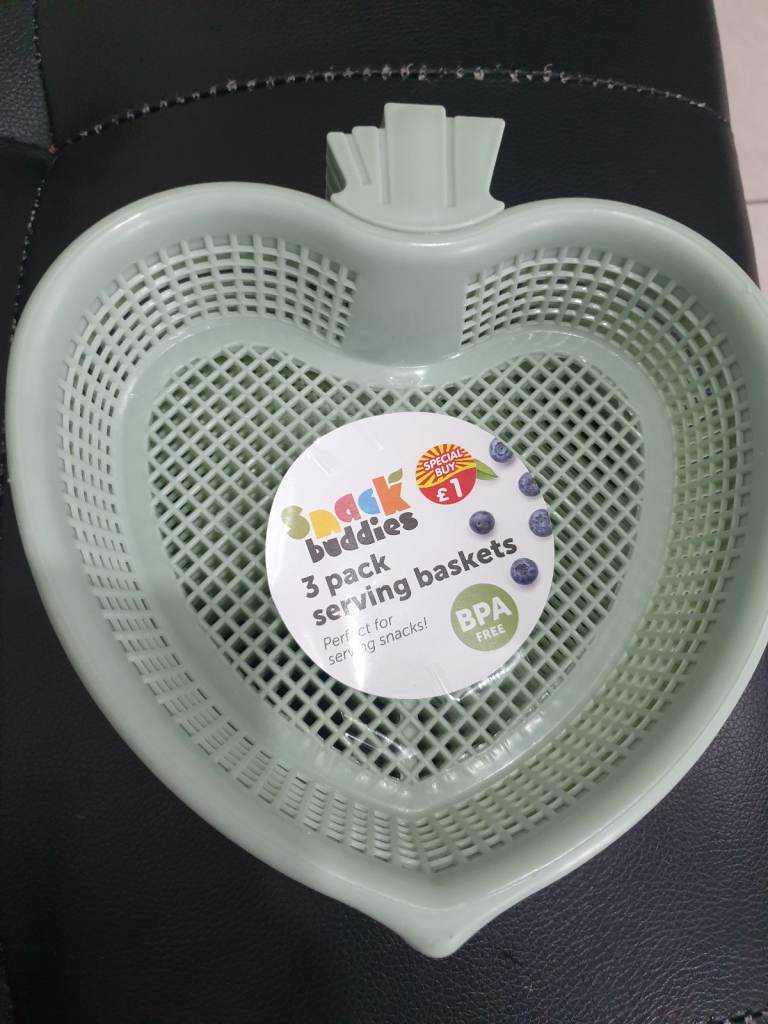 snack
buddies
SPECIAL
BUY
£1
3 pack
serving baskets
Perfect for
serving snacks!
BPA
FREE